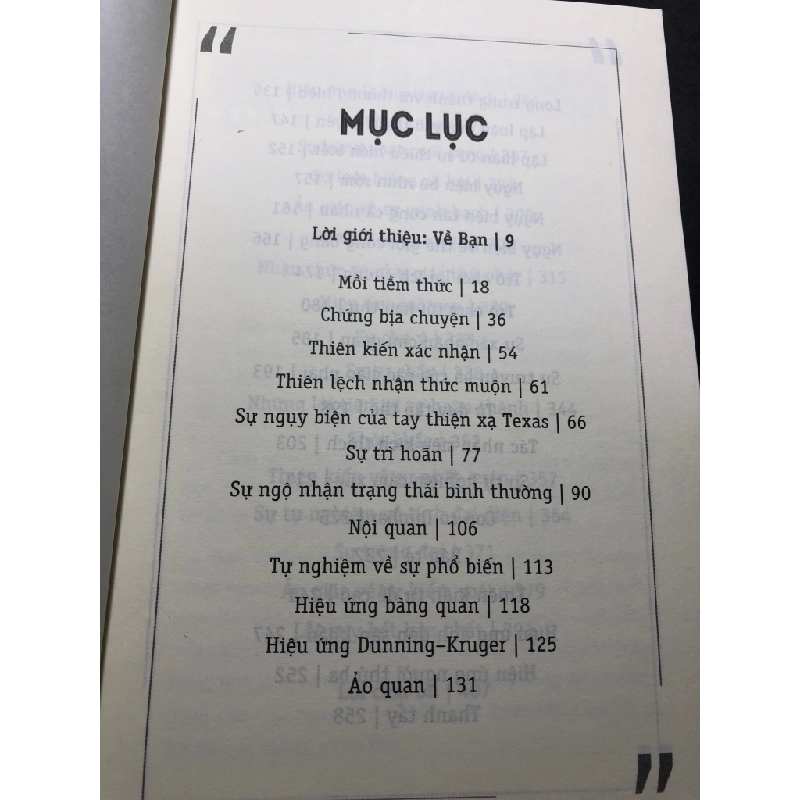 MỤC LỤC
Lời giới thiệu: Về Bạn | 9
Mồi tiềm thức | 18
Chứng bịa chuyện | 36
Thiên kiến xác nhận | 54
Thiên lệch nhận thức muộn | 61
Sự ngụy biện của tay thiện xạ Texas | 66
Sự trì hoãn | 77
Sự ngộ nhận trạng thái bình thường | 90
Nội quan | 106
Tự nghiệm về sự phổ biến | 113
Hiệu ứng bàng quan | 118
Hiệu ứng Dunning–Kruger | 125
Ảo quan | 131